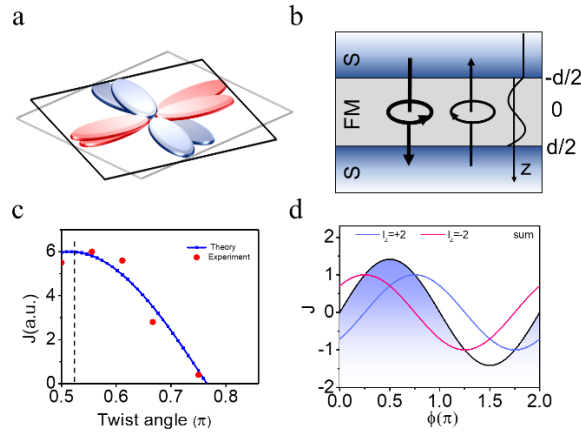 a
b
S
FM
S
-d/2
0
d/2
z
c
J(a.u.)
6
4
2
0
Theory
Experiment
0.5
0.6
0.7
0.8
Twist angle (π)
d
l_z=+2
l_z=-2
sum
J
2
1
0
-1
-2
0.0
0.5
1.0
1.5
2.0
ϕ(π)